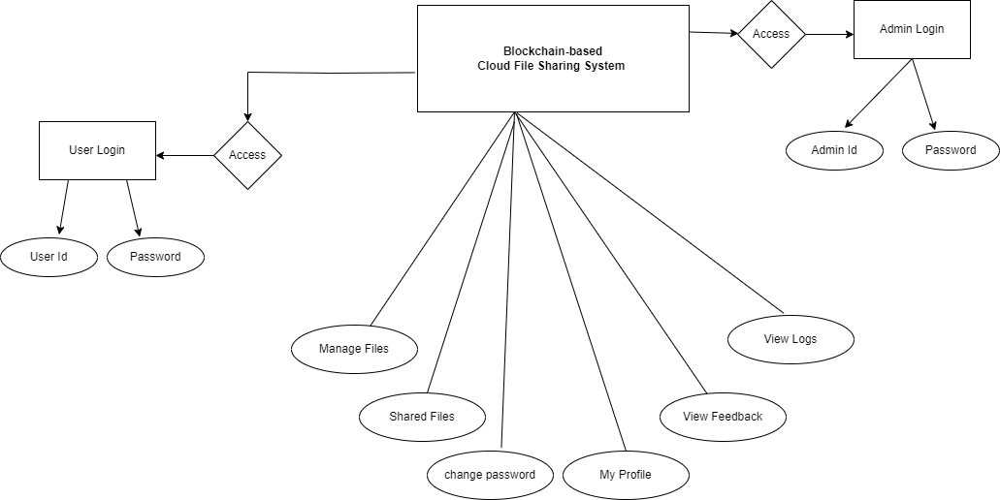 Blockchain-based
Cloud File Sharing System
Access
Admin Login
User Login
Access
Admin Id
Password
User Id
Password
Manage Files
View Logs
Shared Files
View Feedback
change password
My Profile